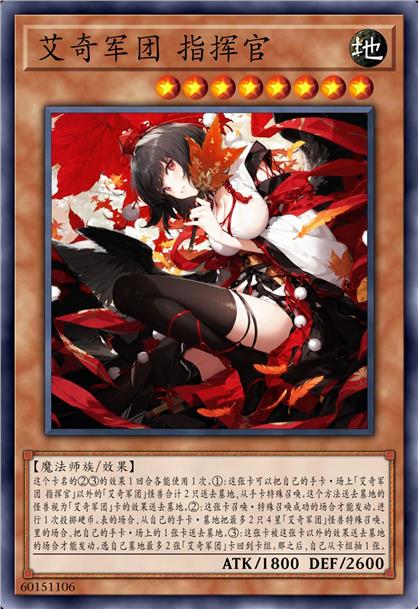 艾奇军团 指挥官
地
【魔法师族/效果】
这个卡名的②③的效果1回合各能使用1次。①:这张卡可以把自己的手卡·场上「艾奇军
团 指挥官」以外的「艾奇军团」怪兽合计2只送去墓地,从手卡特殊召唤。这个方法送去墓地的
怪兽视为「艾奇军团」卡的效果送去墓地。②:这张卡召唤·特殊召唤成功的场合才能发动。进
行1次投掷硬币。表的场合,从自己的手卡·墓地把最多2只4星「艾奇军团」怪兽特殊召唤。
里的场合,把自己的手卡·场上的1张卡送去墓地。③:这张卡被这张卡以外的效果送去墓地
的场合才能发动。选自己墓地最多2张「艾奇军团」卡回到卡组。那之后,自己从卡组抽1张。
ATK/1800 DEF/2600
60151106